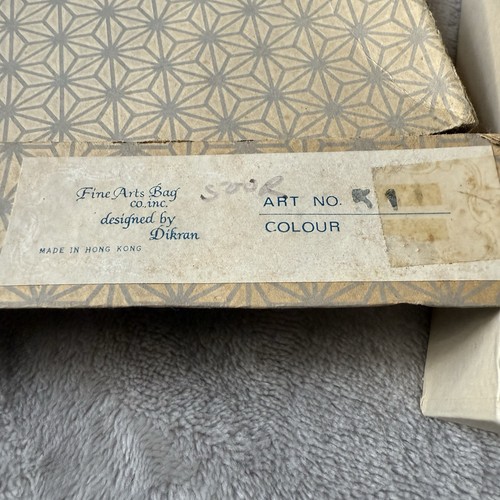 Fine Arts Bag
co.inc.
designed by
Dikran
MADE IN HONG KONG
ART NO.
COLOUR